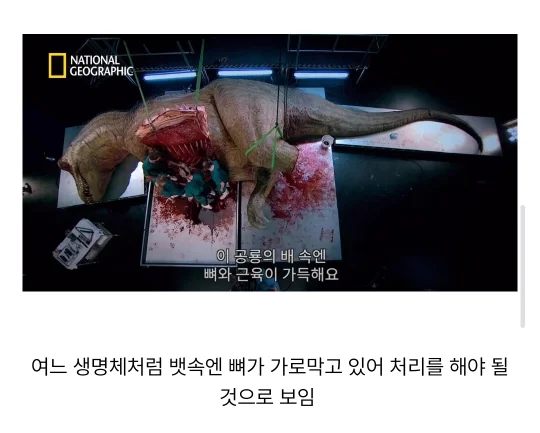 NATIONAL
GEOGRAPHIC
이 공룡의 배 속엔
뼈와 근육이 가득해요
여느 생명체처럼 뱃속엔 뼈가 가로막고 있어 처리를 해야 될
것으로 보임